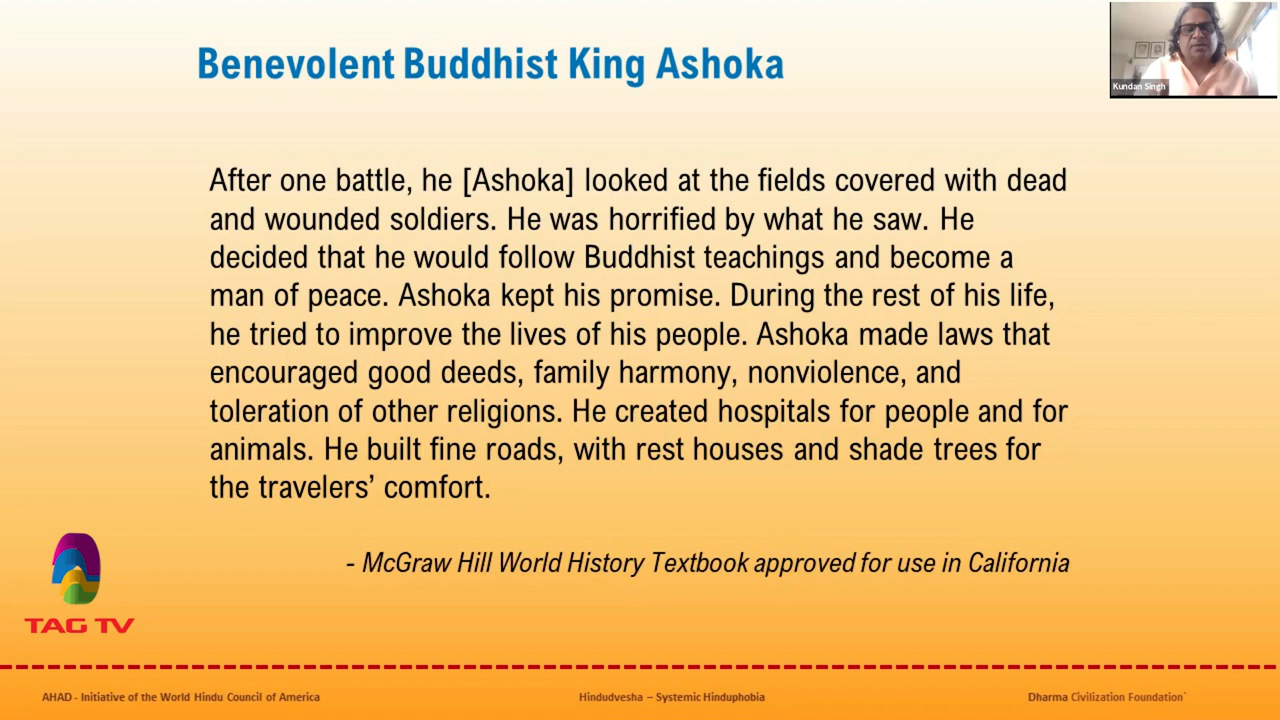 Benevolent Buddhist King Ashoka
Kundan Singh
After one battle, he [Ashoka] looked at the fields covered with dead
and wounded soldiers. He was horrified by what he saw. He
decided that he would follow Buddhist teachings and become a
man of peace. Ashoka kept his promise. During the rest of his life,
he tried to improve the lives of his people. Ashoka made laws that
encouraged good deeds, family harmony, nonviolence, and
toleration of other religions. He created hospitals for people and for
animals. He built fine roads, with rest houses and shade trees for
the travelers’ comfort.
- McGraw Hill World History Textbook approved for use in California
TAG TV
AHAD - Initiative of the World Hindu Council of America
Hindudvesha – Systemic Hinduphobia
Dharma Civilization Foundation`